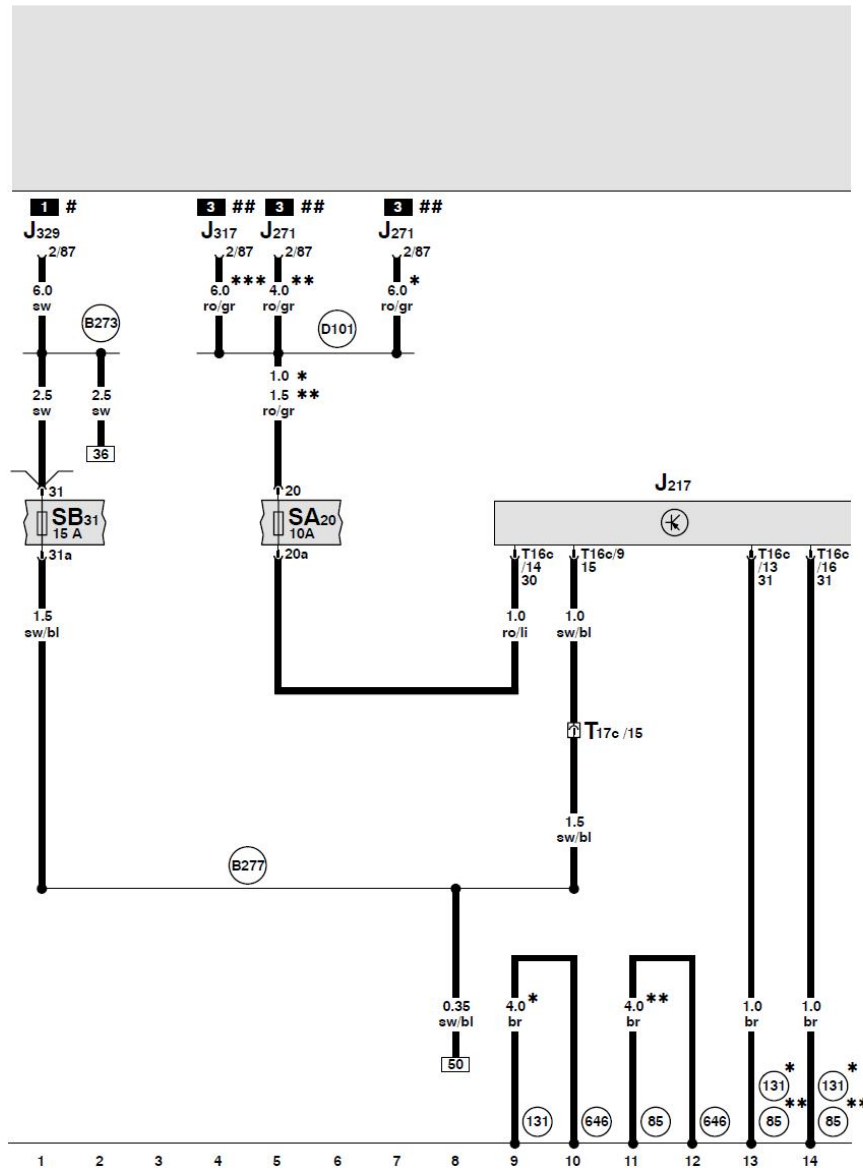 1 # 3 ## 3 ## 3 ##
J329 J317 J271 J271
2/87 2/87 2/87 2/87
6.0 6.0 *** 4.0 ** 6.0 *
sw ro/gr ro/gr ro/gr
B273 D101
1.0 *
2.5 2.5 1.5 **
sw sw ro/gr
36
J217
31 20
SB31 SA20
15 A 10A
31a 20a T16c T16c/9 T16c T16c
/14 15 /13 /16
30 31 31
1.5 1.0 1.0
sw/bl ro/li sw/bl
T17c /15
1.5
sw/bl
B277
0.35 4.0 * 4.0 ** 1.0 1.0
sw/bl br br br br
50
131 * 131 *
131 646 85 646 85 ** 85 **
1 2 3 4 5 6 7 8 9 10 11 12 13 14